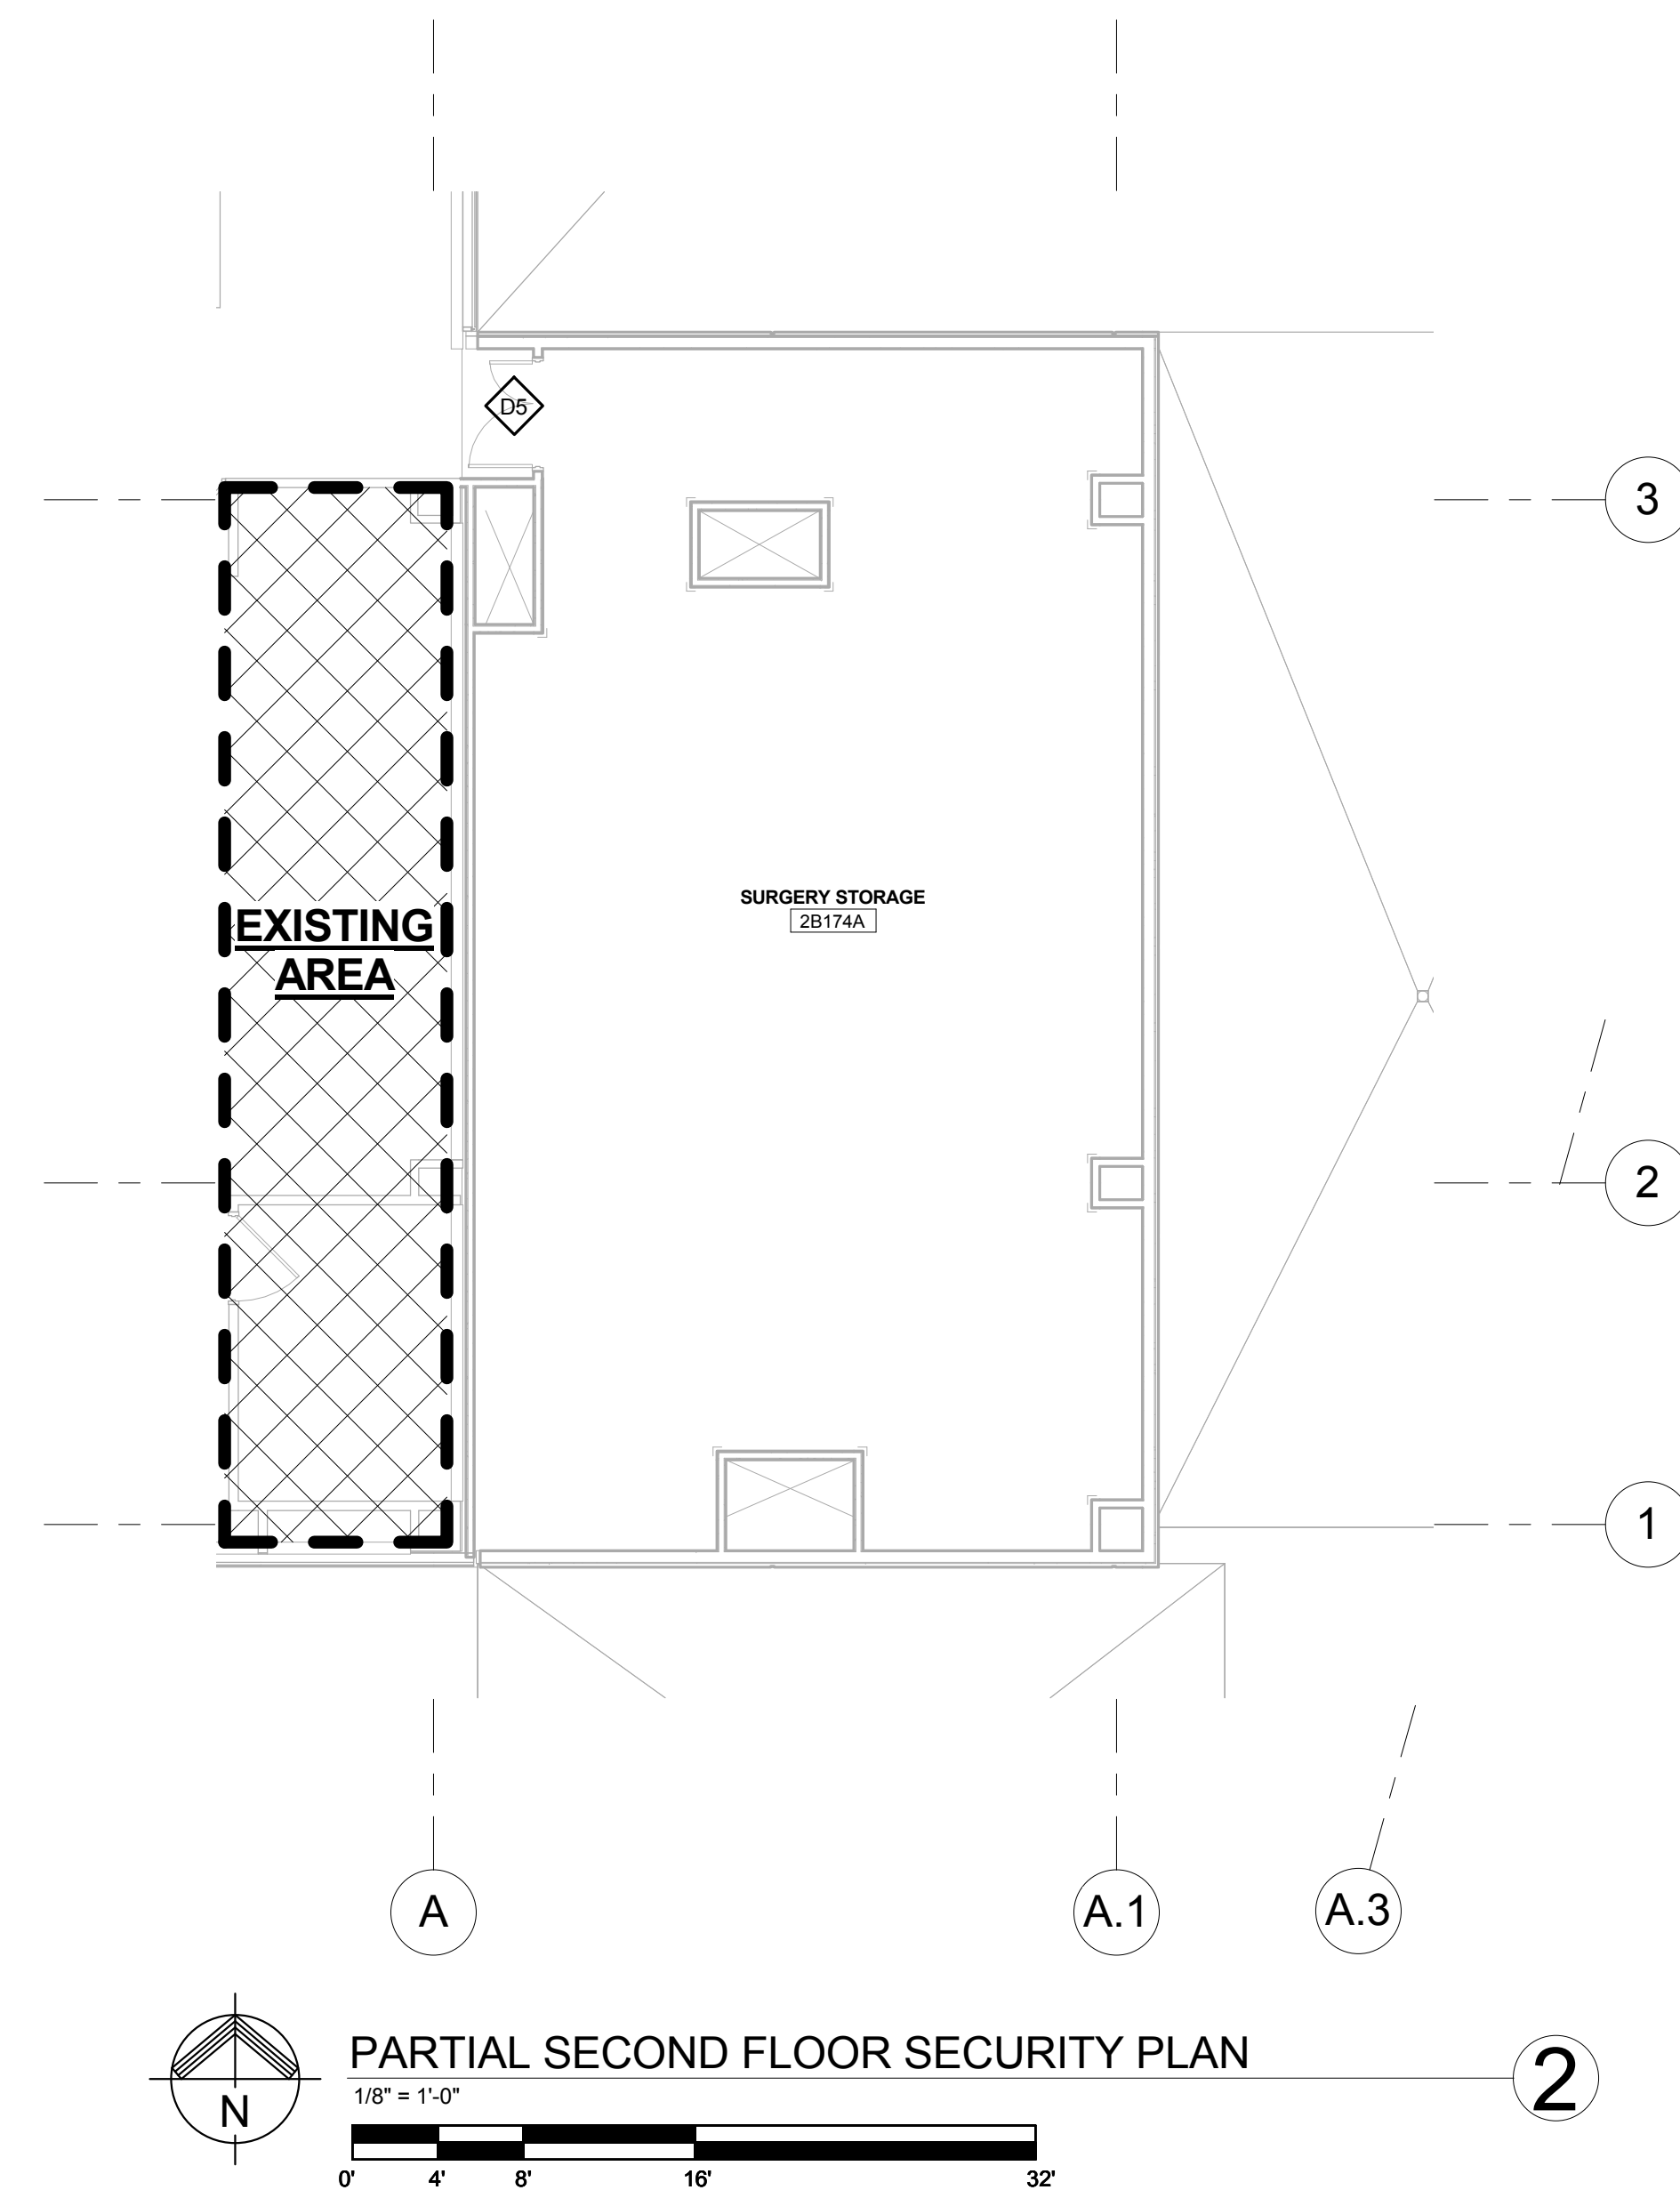 D5
3
SURGERY STORAGE
2B174A
EXISTING
AREA
2
1
A
A.1
A.3
N
PARTIAL SECOND FLOOR SECURITY PLAN
1/8" = 1'-0"
2
0'
4'
8'
16'
32'